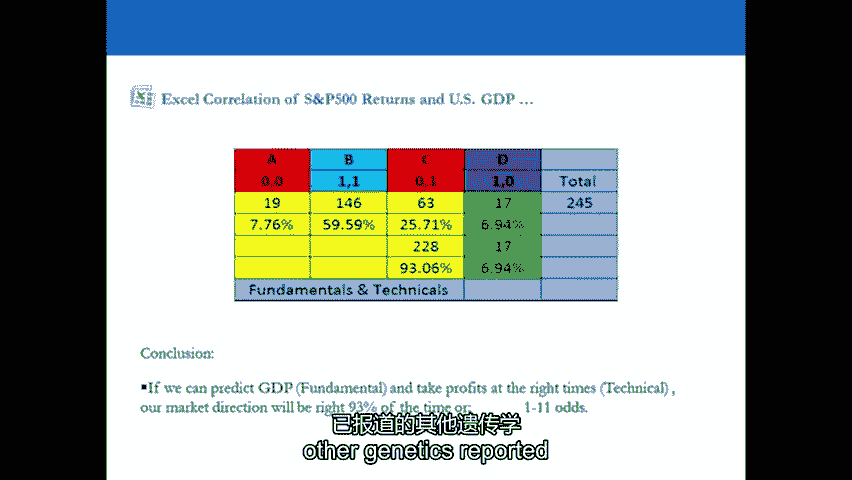 Excel Correlation of S&P500 Returns and U.S. GDP ...
A B C D
0,0 1,1 0,1 1,0 Total
19 146 63 17 245
7.76% 59.59% 25.71% 6.94%
228 17
93.06% 6.94%
Fundamentals & Technicals
Conclusion:
▪If we can predict GDP (Fundamental) and take profits at the right times (Technical),
our market direction will be right 93% of the time or 1-11 odds.
已报道的其他遗传学
other genetics reported